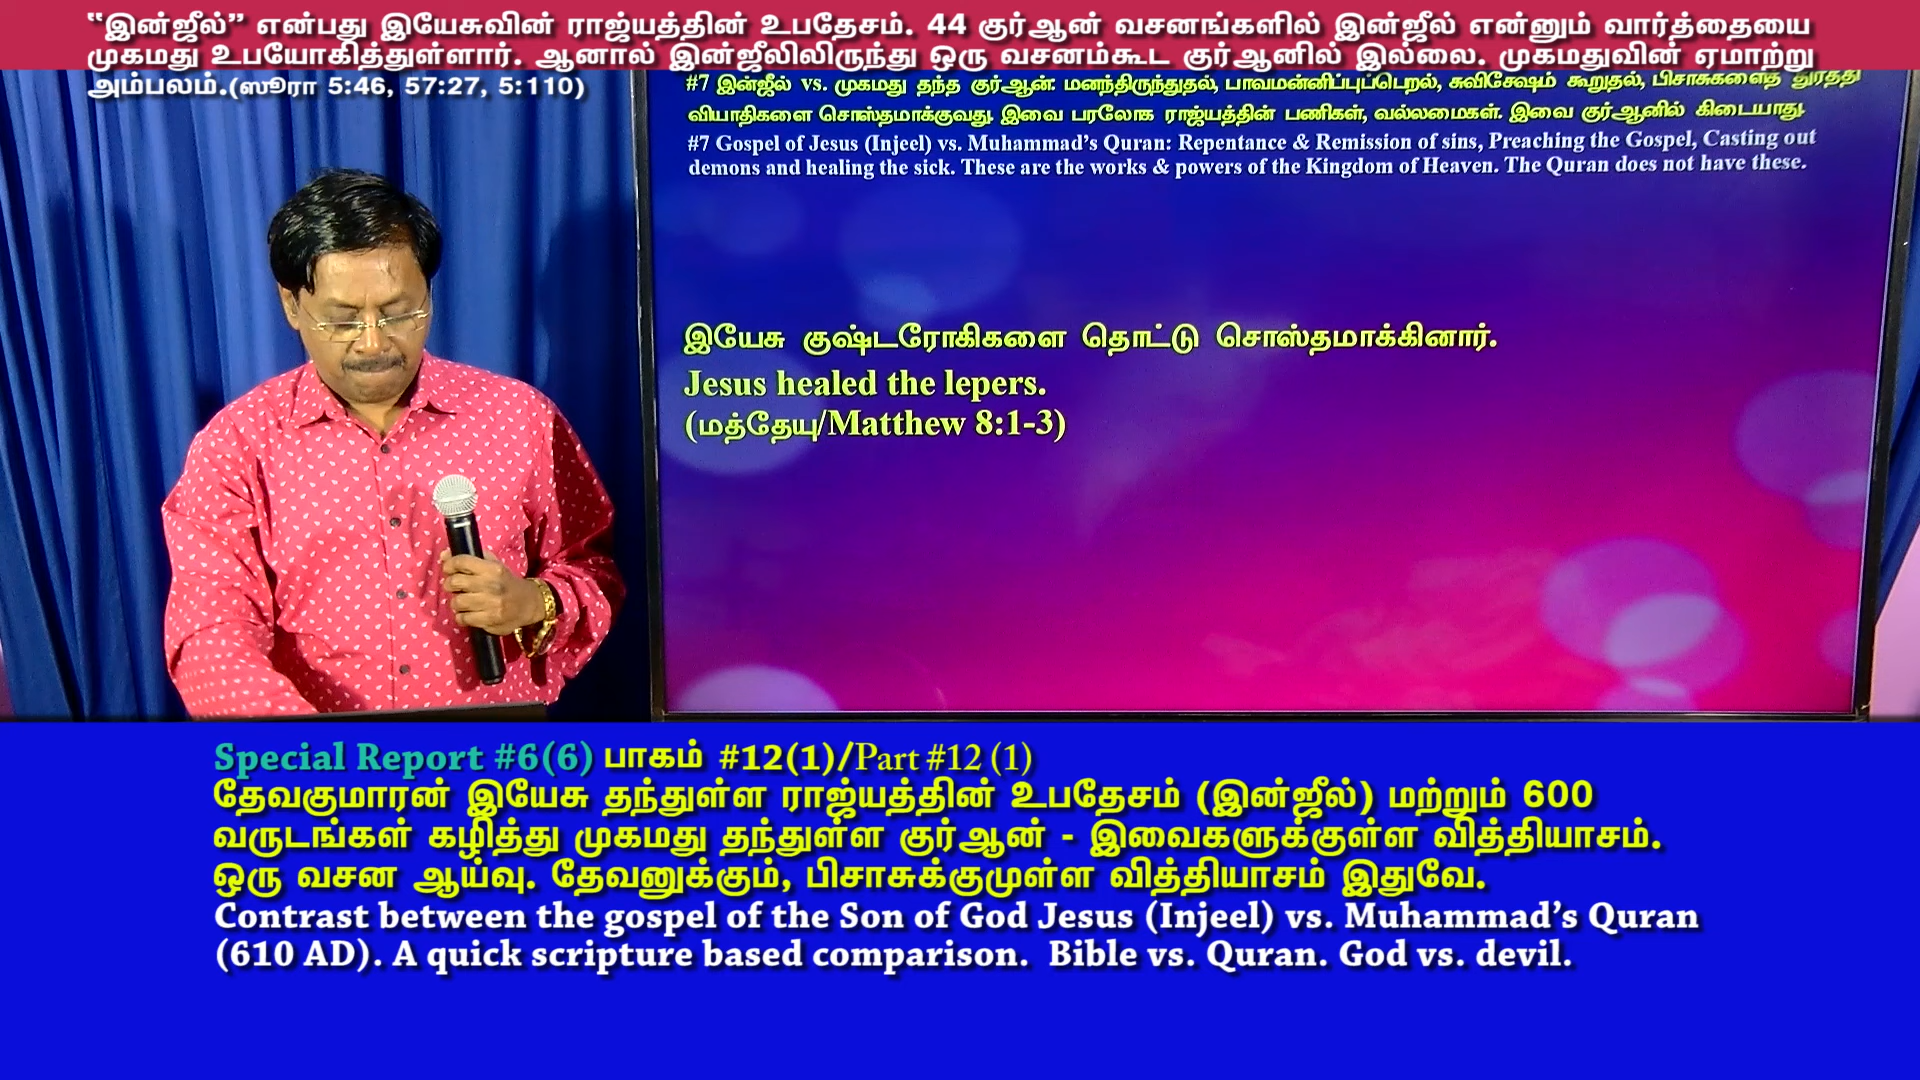 “இன்ஜீல்” என்பது இயேசுவின் ராஜ்யத்தின் உபதேசம். 44 குர்ஆன் வசனங்களில் இன்ஜீல் என்னும் வார்த்தையை
முகமது உபயோகித்துள்ளார். ஆனால் இன்ஜீலிலிருந்து ஒரு வசனம்கூட குர்ஆனில் இல்லை. முகமதுவின் ஏமாற்று
அம்பலம்.(ஸூரா 5:46, 57:27, 5:110)
#7 இன்ஜீல் vs. முகமது தந்த குர்ஆன்: மனந்திருந்துதல், பாவமன்னிப்புப்பெறல், சுவிசேஷம் கூறுதல், பிசாசுகளைத் துரத்தி
வியாதிகளை சொஸ்தமாக்குவது. இவை பரலோக ராஜ்யத்தின் பணிகள், வல்லமைகள். இவை குர்ஆனில் கிடையாது.
#7 Gospel of Jesus (Injeel) vs. Muhammad’s Quran: Repentance & Remission of sins, Preaching the Gospel, Casting out
demons and healing the sick. These are the works & powers of the Kingdom of Heaven. The Quran does not have these.
இயேசு குஷ்டரோகிகளை தொட்டு சொஸ்தமாக்கினார்.
Jesus healed the lepers.
(மத்தேயு/Matthew 8:1-3)
Special Report #6(6) பாகம் #12(1)/Part #12 (1)
தேவகுமாரன் இயேசு தந்துள்ள ராஜ்யத்தின் உபதேசம் (இன்ஜீல்) மற்றும் 600
வருடங்கள் கழித்து முகமது தந்துள்ள குர்ஆன் - இவைகளுக்குள்ள வித்தியாசம்.
ஒரு வசன ஆய்வு. தேவனுக்கும், பிசாசுக்குமுள்ள வித்தியாசம் இதுவே.
Contrast between the gospel of the Son of God Jesus (Injeel) vs. Muhammad’s Quran
(610 AD). A quick scripture based comparison.  Bible vs. Quran. God vs. devil.